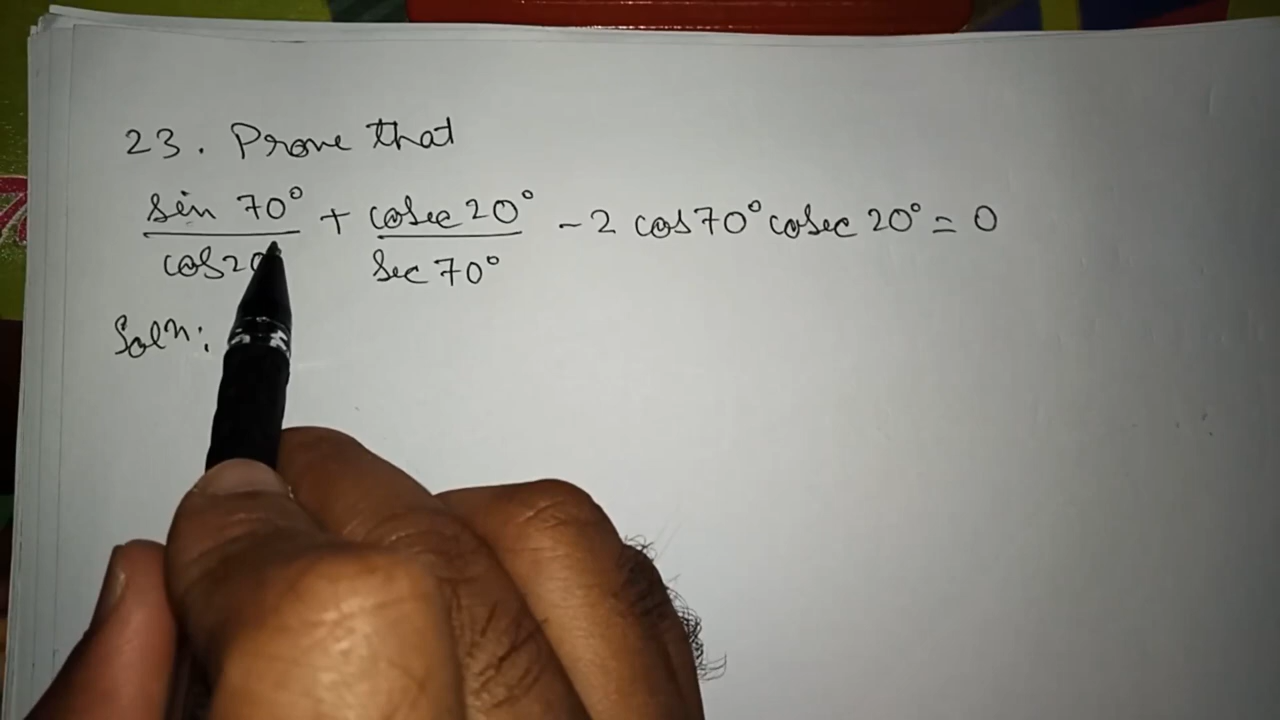 23. Prove that
sin 70° + cosec 20° - 2 cos70° cosec 20° = 0
cos20 sec 70°
Soln: